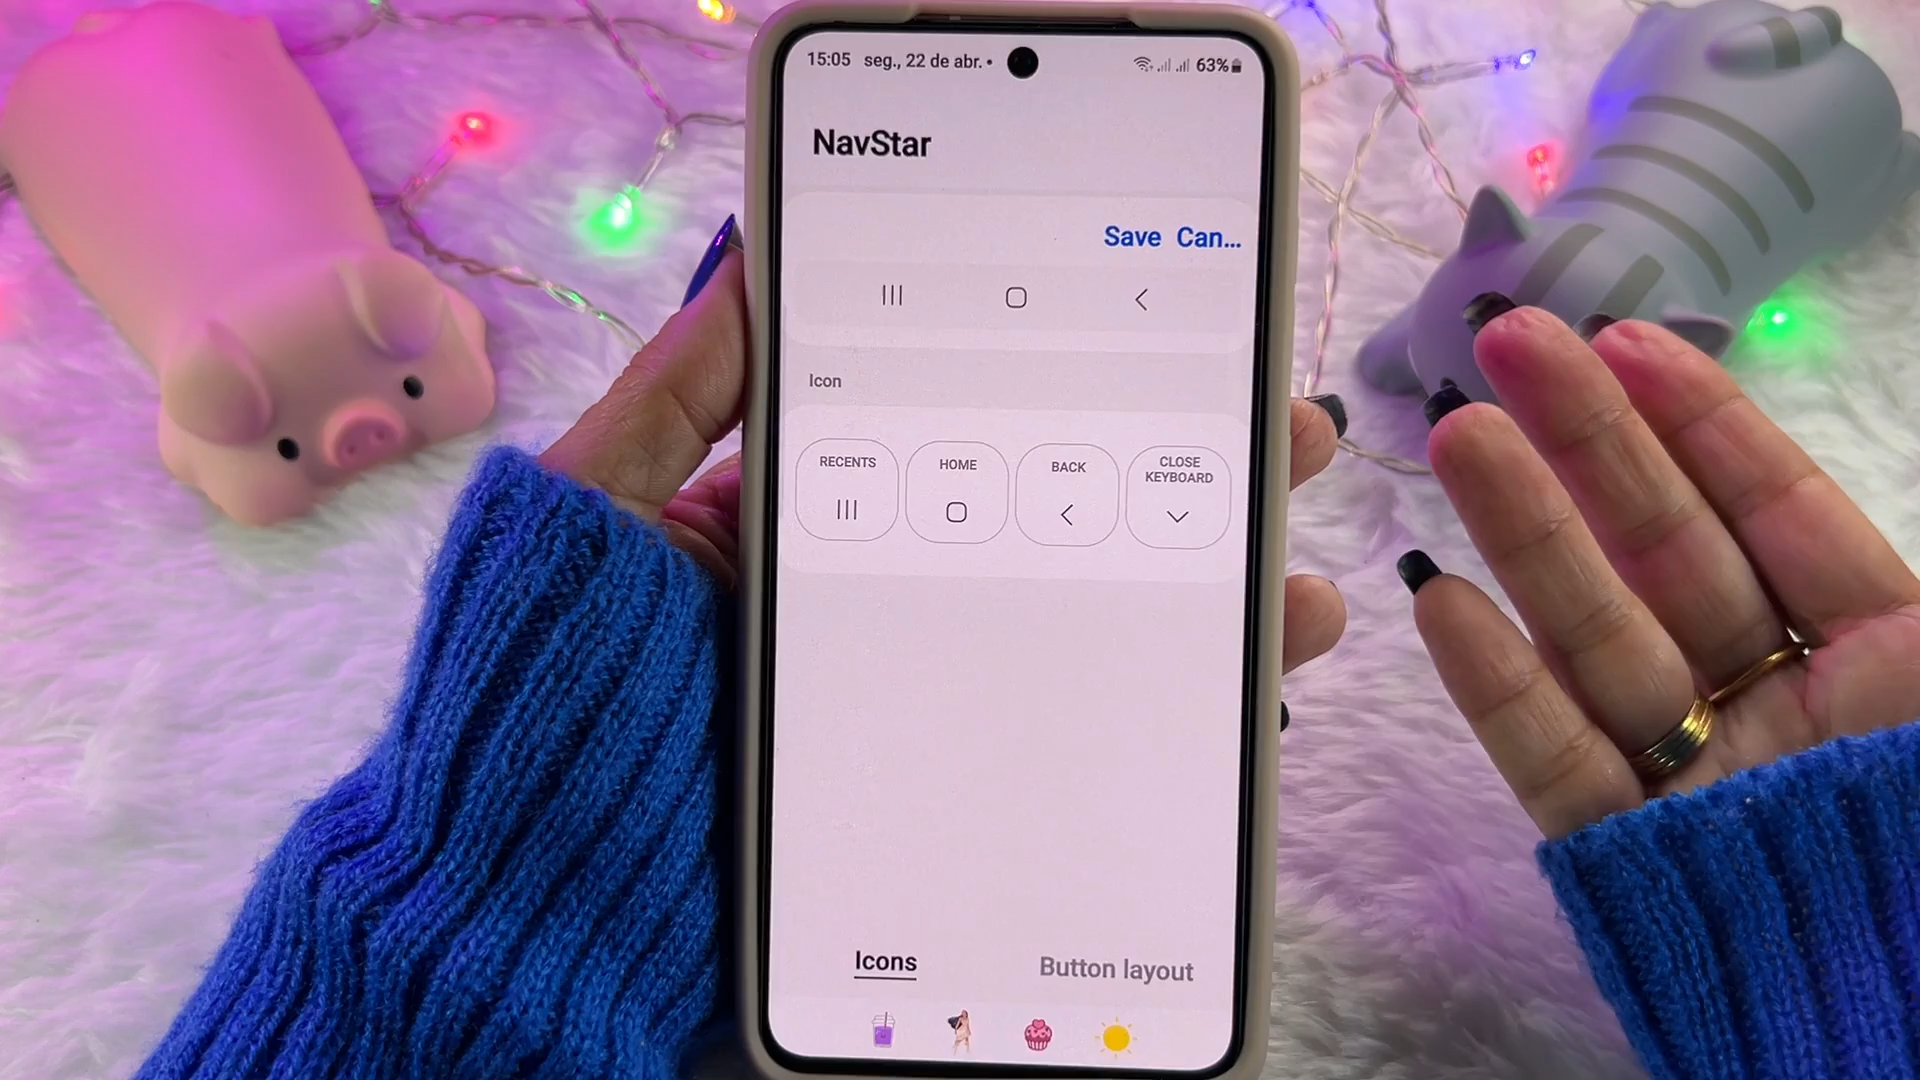 15:05 seg., 22 de abr. • 63%
NavStar
Save Can...
Icon
RECENTS HOME BACK CLOSE
KEYBOARD
Icons Button layout